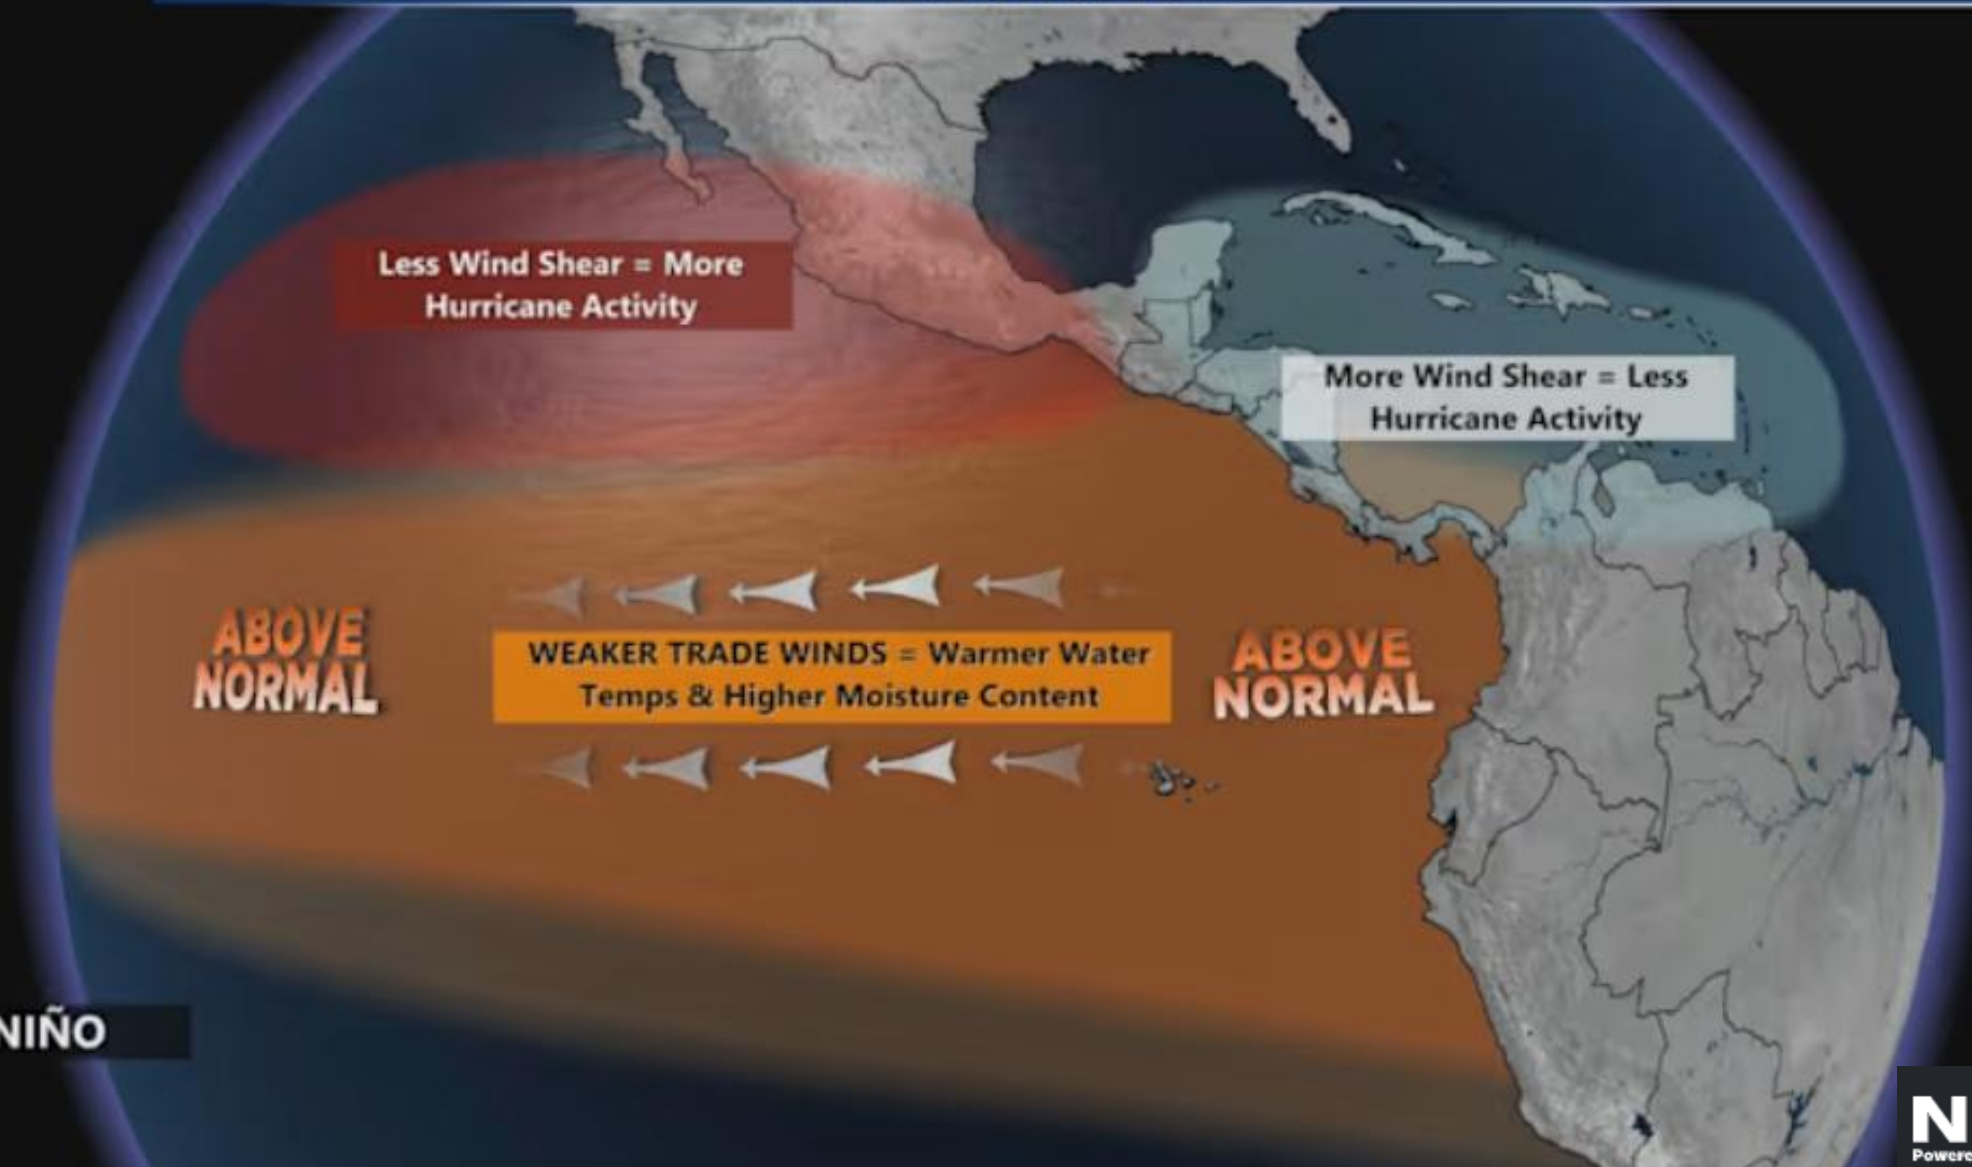 Less Wind Shear = More
Hurricane Activity
More Wind Shear = Less
Hurricane Activity
ABOVE
NORMAL
WEAKER TRADE WINDS = Warmer Water
Temps & Higher Moisture Content
ABOVE
NORMAL
NIÑO
N
Powere